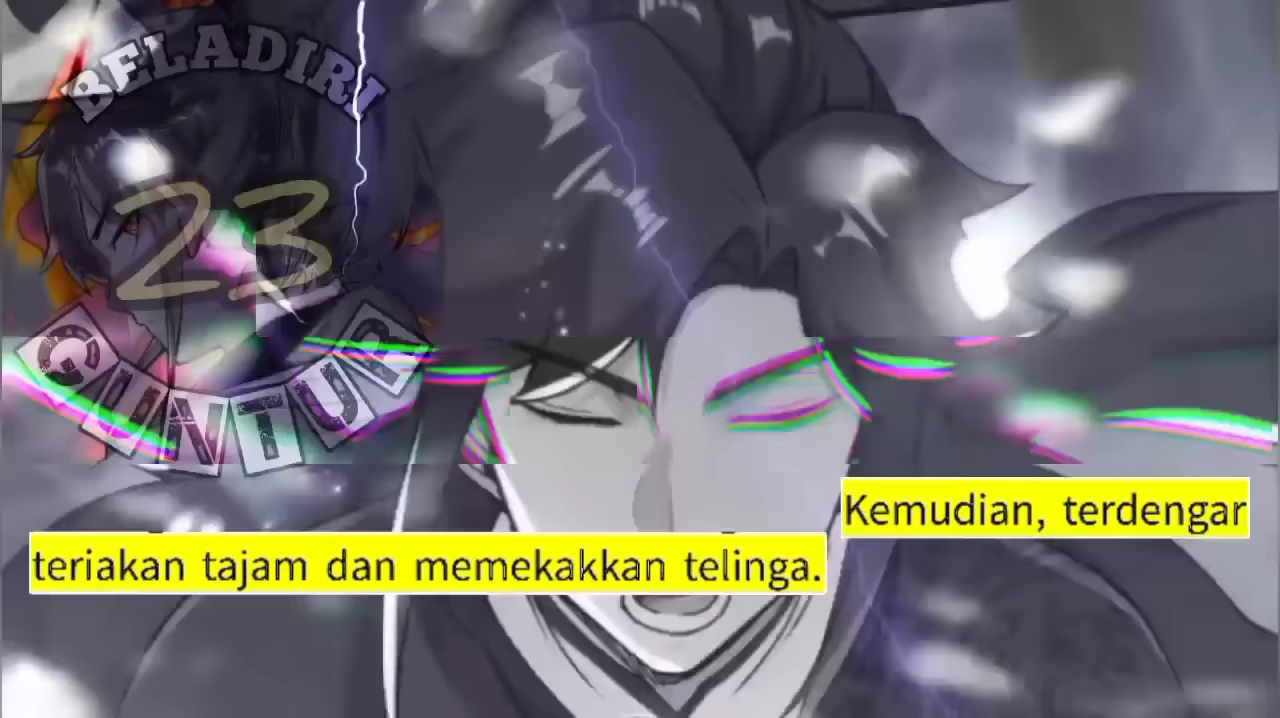 BELADIRI
23
GUNTUR
Kemudian, terdengar
teriakan tajam dan memekakkan telinga.